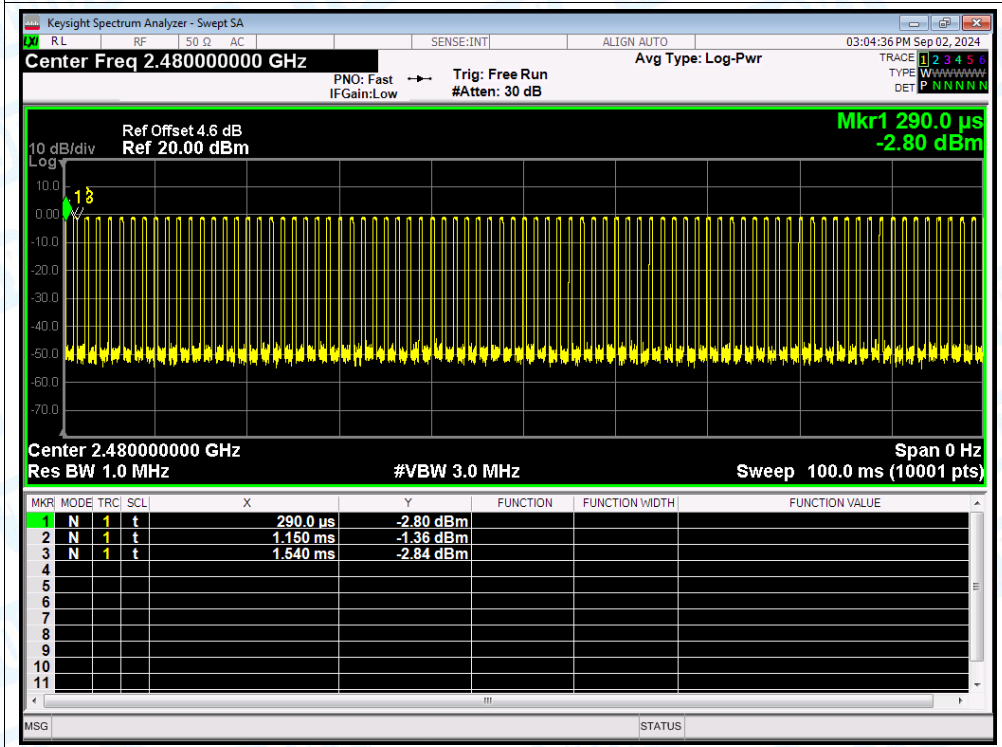 Keysight Spectrum Analyzer - Swept SA
LXI RL RF 50 Ω AC SENSE:INT ALIGN AUTO 03:04:36 PM Sep 02, 2024
Center Freq 2.480000000 GHz Avg Type: Log-Pwr TRACE 1 2 3 4 5 6
PNO: Fast Trig: Free Run TYPE WWWWWW
IFGain:Low #Atten: 30 dB DET P N N N N N
Mkr1 290.0 µs
Ref Offset 4.6 dB
10 dB/div Ref 20.00 dBm -2.80 dBm
Log
10.0
1 3
0.00
-10.0
-20.0
-30.0
-40.0
-50.0
-60.0
-70.0
Center 2.480000000 GHz Span 0 Hz
Res BW 1.0 MHz #VBW 3.0 MHz Sweep 100.0 ms (10001 pts)
MKR MODE TRC SCL X Y FUNCTION FUNCTION WIDTH FUNCTION VALUE
1 N 1 t 290.0 µs -2.80 dBm
2 N 1 t 1.150 ms -1.36 dBm
3 N 1 t 1.540 ms -2.84 dBm
4
5
6
7
8
9
10
11
MSG STATUS